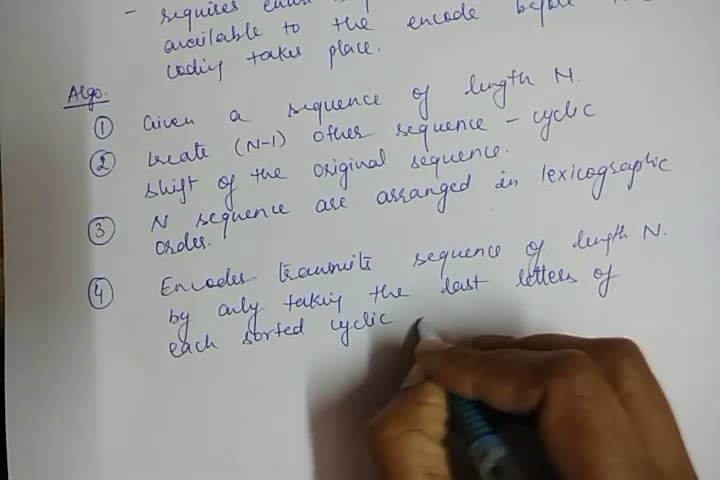 - requires entire
available to the encode before
coding takes place.
Algo.
① Given a sequence of length N.
② Create (N-1) other sequence - cyclic
shift of the original sequence.
③ N sequence are arranged in lexicographic
order.
④ Encoder transmits sequence of length N.
by only taking the last letters of
each sorted cyclic